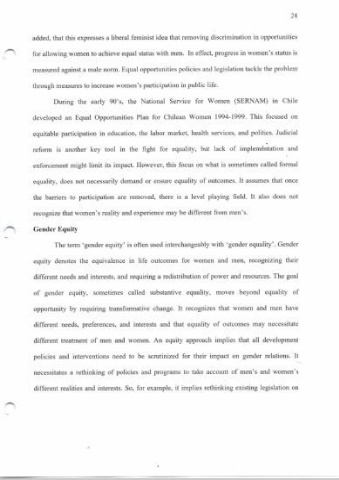 24
added, that this expresses a liberal feminist idea that removing discrimination in opportunities
for allowing women to achieve equal status with men. In effect, progress in women's status is
measured against a male norm. Equal opportunities policies and legislation tackle the problem
through measures to increase women's participation in public life.
During the early 90's, the National Service for Women (SERNAM) in Chile
developed an Equal Opportunities Plan for Chilean Women 1994-1999. This focused on
equitable participation in education, the labor market, health services, and politics. Judicial
reform is another key tool in the fight for equality, but lack of implementation and
enforcement might limit its impact. However, this focus on what is sometimes called formal
equality, does not necessarily demand or ensure equality of outcomes. It assumes that once
the barriers to participation are removed, there is a level playing field. It also does not
recognize that women's reality and experience may be different from men's.
Gender Equity
The term 'gender equity' is often used interchangeably with 'gender equality'. Gender
equity denotes the equivalence in life outcomes for women and men, recognizing their
different needs and interests, and requiring a redistribution of power and resources. The goal
of gender equity, sometimes called substantive equality, moves beyond equality of
opportunity by requiring transformative change. It recognizes that women and men have
different needs, preferences, and interests and that equality of outcomes may necessitate
different treatment of men and women. An equity approach implies that all development
policies and interventions need to be scrutinized for their impact on gender relations. It
necessitates a rethinking of policies and programs to take account of men's and women's
different realities and interests. So, for example, it implies rethinking existing legislation on